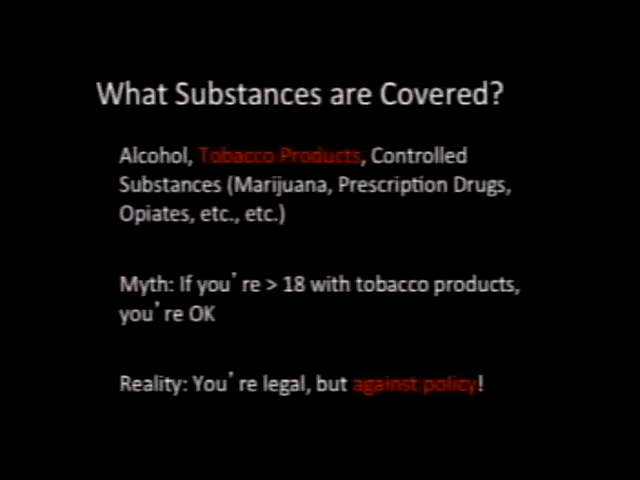 What Substances are Covered?
Alcohol, Tobacco Products, Controlled
Substances (Marijuana, Prescription Drugs,
Opiates, etc., etc.)
Myth: If you’re > 18 with tobacco products,
you’re OK
Reality: You’re legal, but against policy!